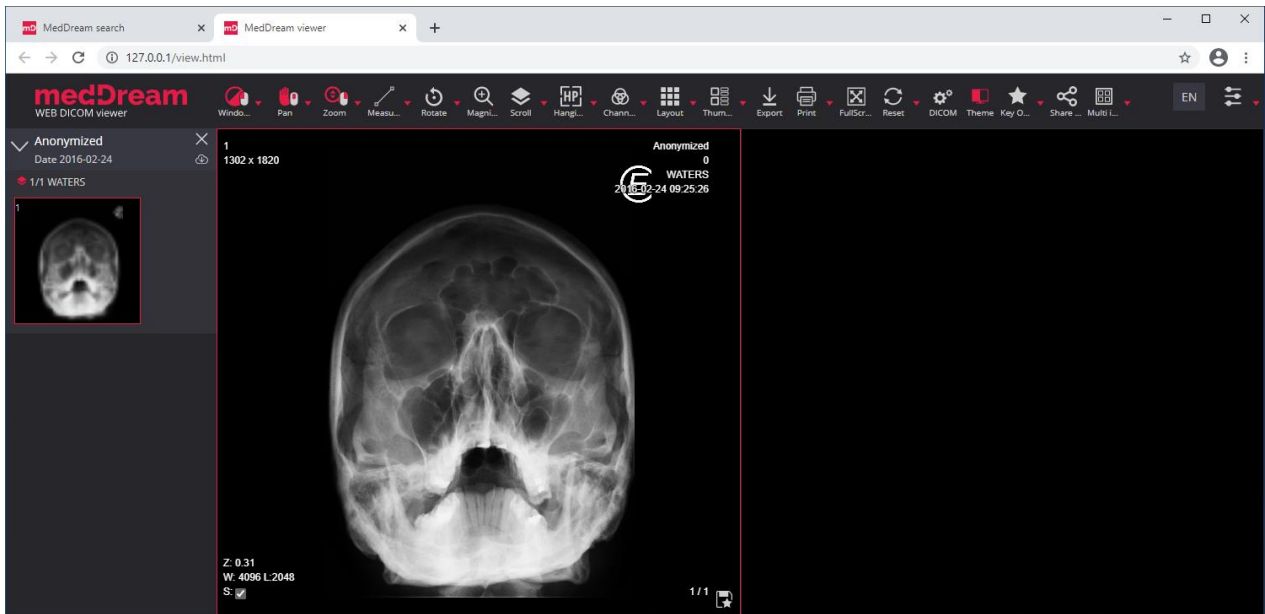 mD MedDream search
mD MedDream viewer
127.0.0.1/view.html
medDream
WEB DICOM viewer
Windo...
Pan
Zoom
Measu...
Rotate
Magni...
Scroll
Hangi...
HP
Chann...
Layout
Thum...
Export
Print
FullScr...
Reset
DICOM
Theme
Key O...
Share ...
Multi i...
EN
Anonymized
Date 2016-02-24
1/1 WATERS
1
1
1302 x 1820
Anonymized
0
WATERS
2016-02-24 09:25:26
E
Z: 0.31
W: 4096 L:2048
S:
1 / 1